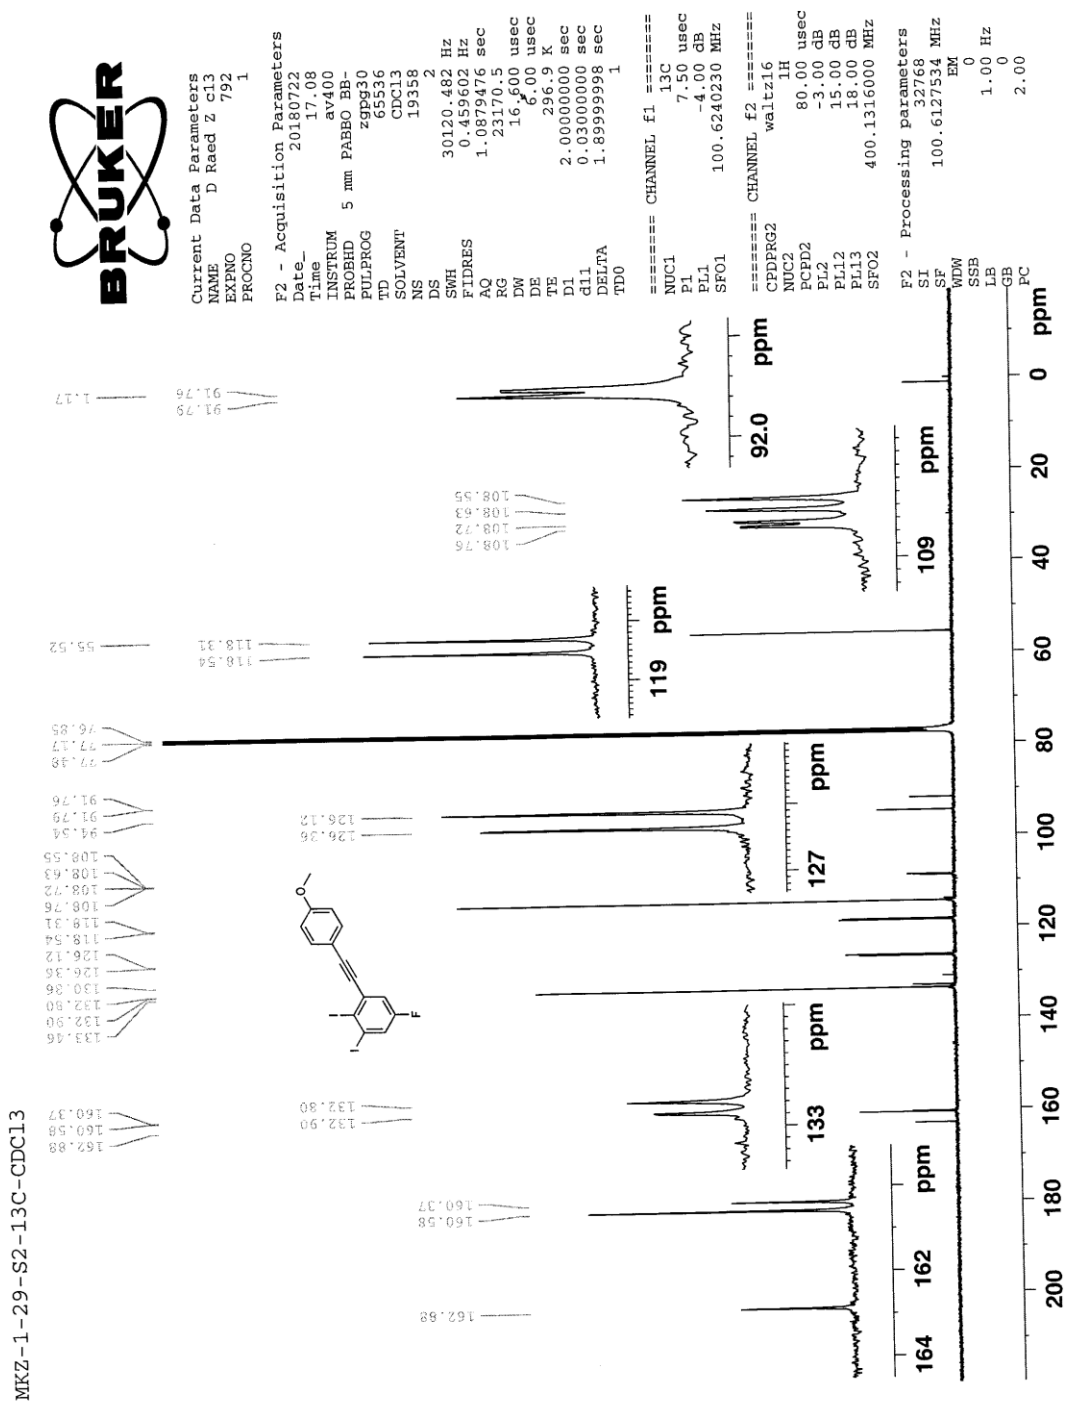 MKZ-1-29-S2-13C-CDCl3
BRUKER
Current Data Parameters
NAME D Raed Z c13
EXPNO 792
PROCNO 1
F2 - Acquisition Parameters
Date_ 20180722
Time 17.08
INSTRUM av400
PROBHD 5 mm PABBO BB-
PULPROG zgpg30
TD 65536
SOLVENT CDCl3
NS 19358
DS 2
SWH 30120.482 Hz
FIDRES 0.459602 Hz
AQ 1.0879476 sec
RG 23170.5
DW 16.600 usec
DE 6.00 usec
TE 296.9 K
D1 2.00000000 sec
d11 0.03000000 sec
DELTA 1.89999998 sec
TD0 1
======== CHANNEL f1 ========
NUC1 13C
P1 7.50 usec
PL1 -4.00 dB
SFO1 100.6240230 MHz
======== CHANNEL f2 ========
CPDPRG2 waltz16
NUC2 1H
PCPD2 80.00 usec
PL2 -3.00 dB
PL12 15.00 dB
PL13 18.00 dB
SFO2 400.1316000 MHz
F2 - Processing parameters
SI 32768
SF 100.6127534 MHz
WDW EM
SSB 0
LB 1.00 Hz
GB 0
PC 2.00
162.88
160.58
160.37
133.46
132.90
132.80
130.36
126.36
126.12
118.54
118.31
108.76
108.72
108.63
108.55
94.54
91.79
91.76
77.48
77.17
76.85
55.52
1.17
162.88
160.58
160.37
164 162 ppm
132.90
132.80
133 ppm
I
I
F
O
126.36
126.12
127 ppm
118.54
118.31
119 ppm
108.76
108.72
108.63
108.55
109 ppm
91.79
91.76
92.0 ppm
200 180 160 140 120 100 80 60 40 20 0 ppm